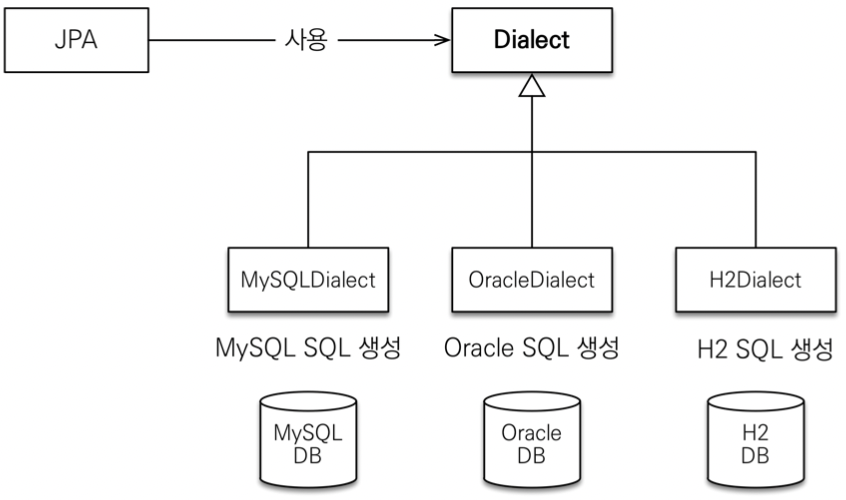 JPA
사용
Dialect
MySQLDialect
OracleDialect
H2Dialect
MySQL SQL 생성
Oracle SQL 생성
H2 SQL 생성
MySQL
DB
Oracle
DB
H2
DB